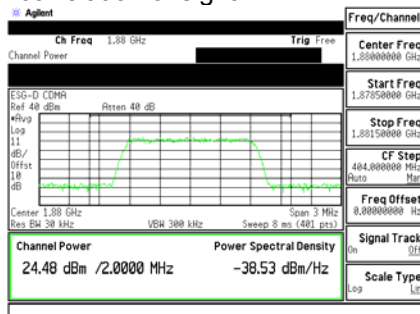 Agilent
Freq/Channel
Ch Freq 1.88 GHz Trig Free
Channel Power
Center Freq
1.88000000 GHz
Start Freq
1.87850000 GHz
Stop Freq
1.88150000 GHz
CF Step
404.000000 MHz
Auto Man
Freq Offset
0.00000000 Hz
Signal Track
On Off
Scale Type
Log Lin
ESG-D CDMA
Ref 40 dBm Atten 40 dB
#Avg
Log
11
dB/
Offst
10
dB
Center 1.88 GHz Span 3 MHz
Res BW 30 kHz VBW 300 kHz Sweep 8 ms (401 pts)
Channel Power Power Spectral Density
24.48 dBm /2.0000 MHz -38.53 dBm/Hz